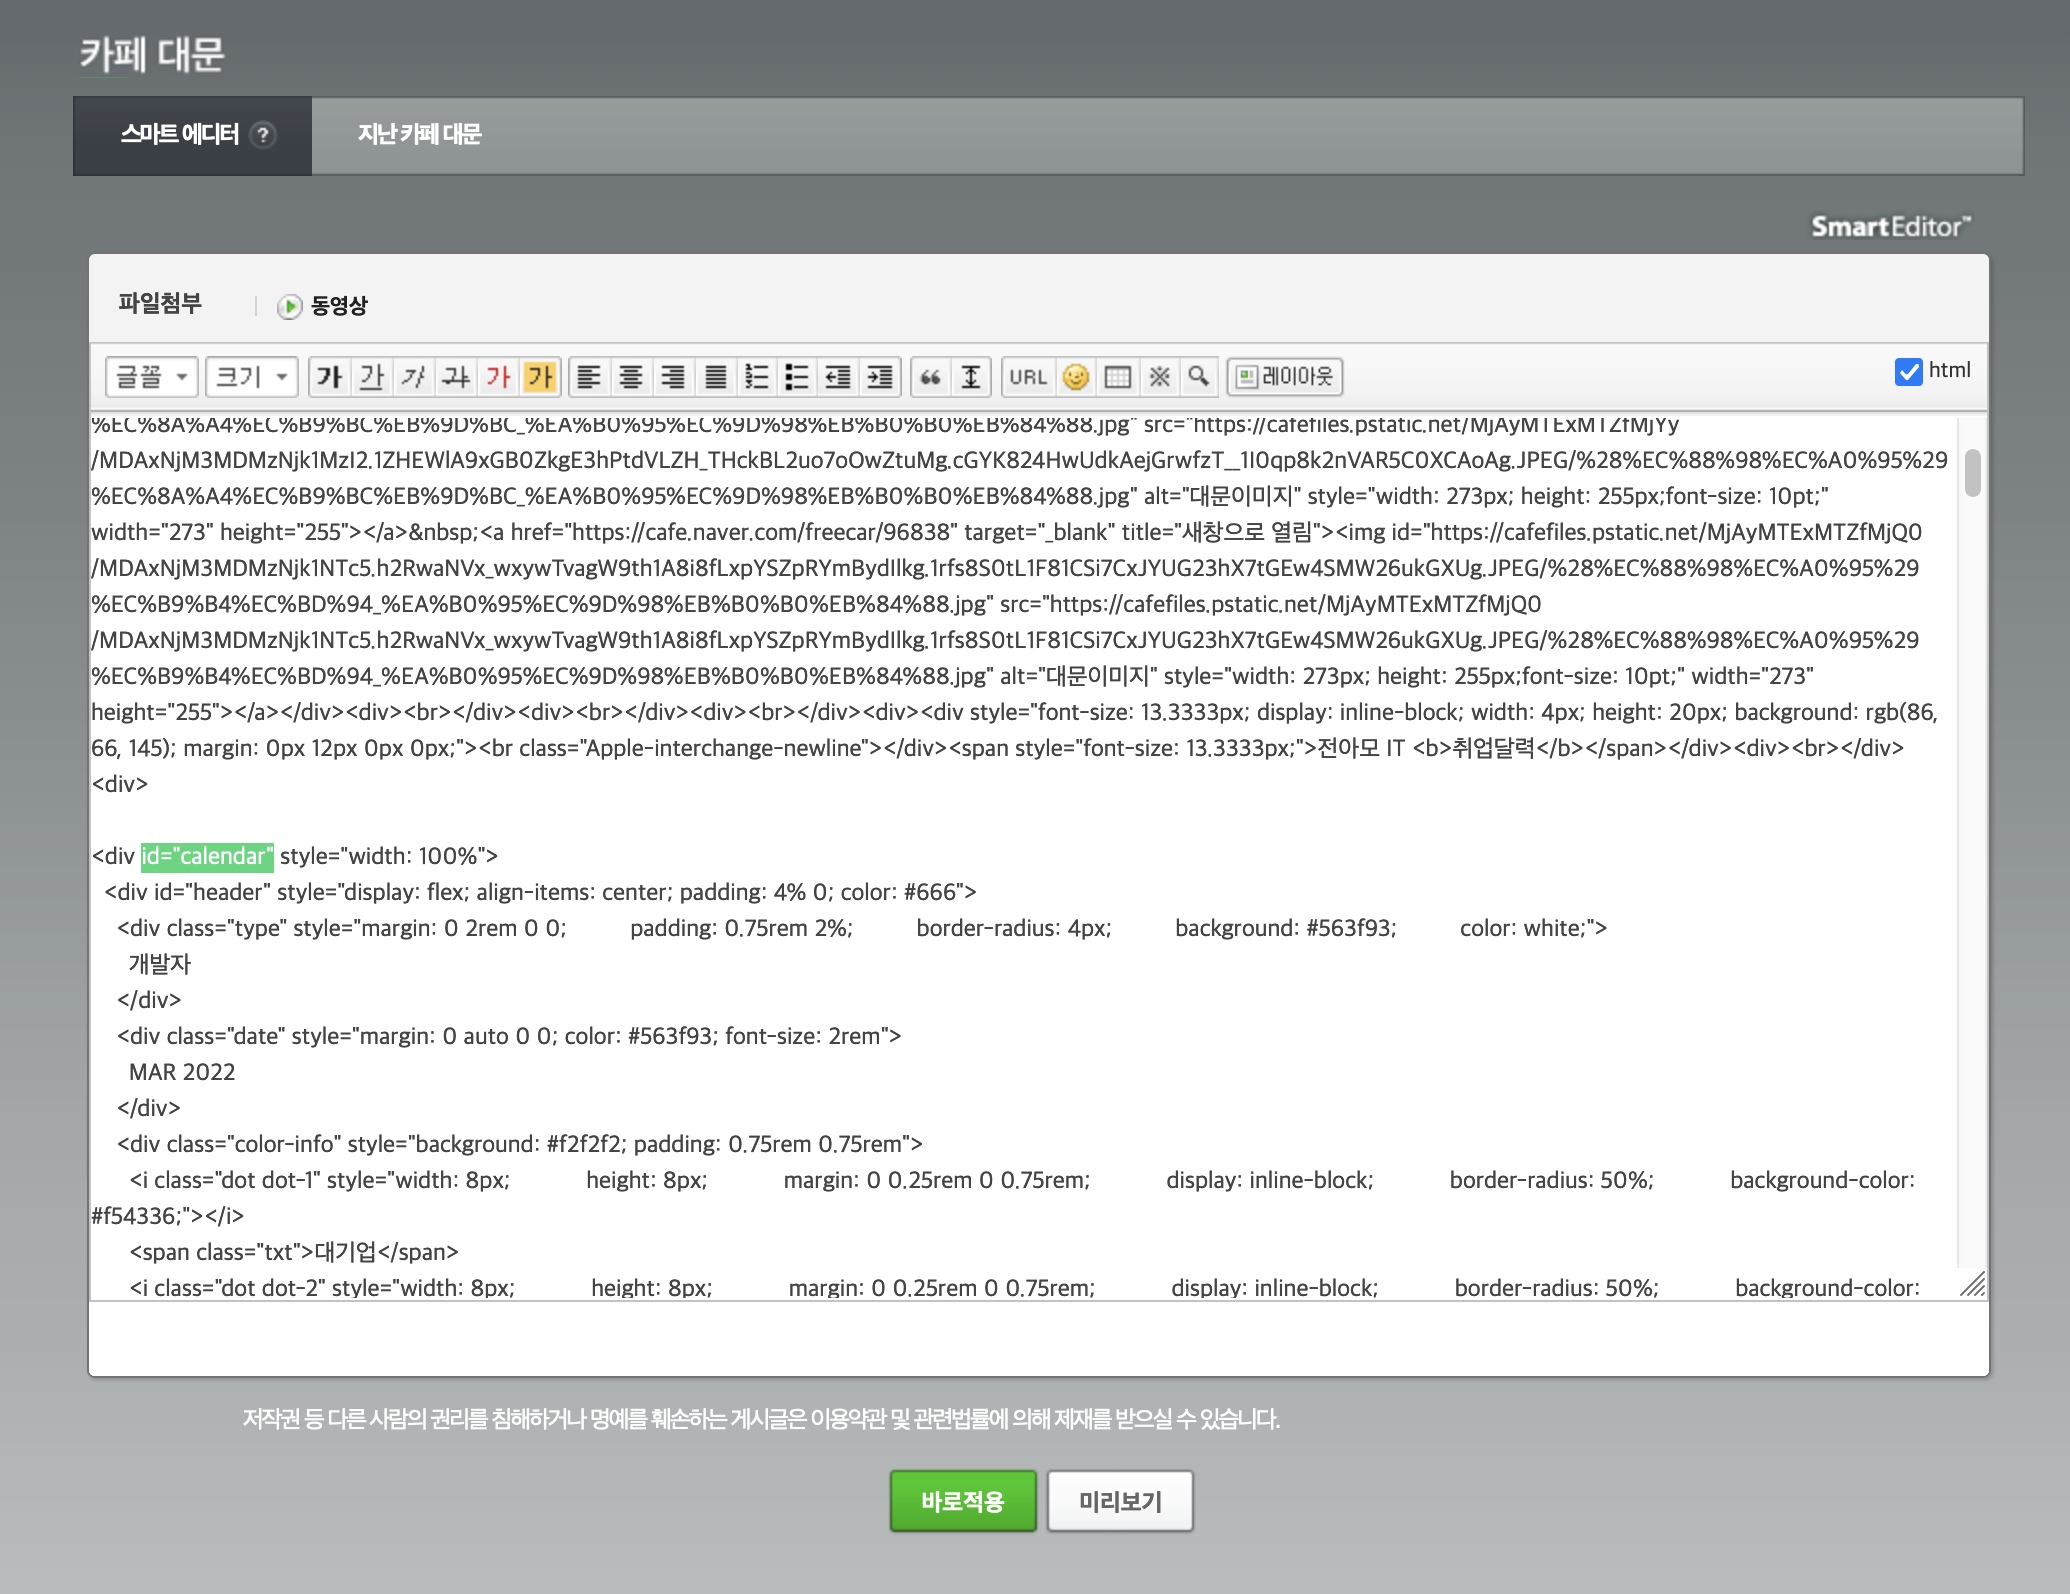 카페 대문
스마트 에디터 ? 지난 카페 대문
SmartEditor™
파일첨부 동영상
글꼴 크기 가 가 가 가 가 가 URL 레이아웃 html
%EC%8A%A4%EC%B9%BC%EB%9D%BC_%EA%B0%95%EC%9D%98%EB%B0%B0%EB%84%88.jpg" src="https://cafefiles.pstatic.net/MjAyMTExMTZfMjYy
/MDAxNjM3MDMzNjk1MzI2.1ZHEWlA9xGB0ZkgE3hPtdVLZH_THckBL2uo7oOwZtuMg.cGYK824HwUdkAejGrwfzT__1I0qp8k2nVAR5C0XCAoAg.JPEG/%28%EC%88%98%EC%A0%95%29
%EC%8A%A4%EC%B9%BC%EB%9D%BC_%EA%B0%95%EC%9D%98%EB%B0%B0%EB%84%88.jpg" alt="대문이미지" style="width: 273px; height: 255px;font-size: 10pt;"
width="273" height="255"></a>&nbsp;<a href="https://cafe.naver.com/freecar/96838" target="_blank" title="새창으로 열림"><img id="https://cafefiles.pstatic.net/MjAyMTExMTZfMjQ0
/MDAxNjM3MDMzNjk1NTc5.h2RwaNVx_wxywTvagW9th1A8i8fLxpYSZpRYmBydIlkg.1rfs8S0tL1F81CSi7CxJYUG23hX7tGEw4SMW26ukGXUg.JPEG/%28%EC%88%98%EC%A0%95%29
%EC%B9%B4%EC%BD%94_%EA%B0%95%EC%9D%98%EB%B0%B0%EB%84%88.jpg" src="https://cafefiles.pstatic.net/MjAyMTExMTZfMjQ0
/MDAxNjM3MDMzNjk1NTc5.h2RwaNVx_wxywTvagW9th1A8i8fLxpYSZpRYmBydIlkg.1rfs8S0tL1F81CSi7CxJYUG23hX7tGEw4SMW26ukGXUg.JPEG/%28%EC%88%98%EC%A0%95%29
%EC%B9%B4%EC%BD%94_%EA%B0%95%EC%9D%98%EB%B0%B0%EB%84%88.jpg" alt="대문이미지" style="width: 273px; height: 255px;font-size: 10pt;" width="273"
height="255"></a></div><div><br></div><div><br></div><div><br></div><div><div style="font-size: 13.3333px; display: inline-block; width: 4px; height: 20px; background: rgb(86,
66, 145); margin: 0px 12px 0px 0px;"><br class="Apple-interchange-newline"></div><span style="font-size: 13.3333px;">전아모 IT <b>취업달력</b></span></div><div><br></div>
<div>
<div id="calendar" style="width: 100%">
<div id="header" style="display: flex; align-items: center; padding: 4% 0; color: #666">
<div class="type" style="margin: 0 2rem 0 0; padding: 0.75rem 2%; border-radius: 4px; background: #563f93; color: white;">
개발자
</div>
<div class="date" style="margin: 0 auto 0 0; color: #563f93; font-size: 2rem">
MAR 2022
</div>
<div class="color-info" style="background: #f2f2f2; padding: 0.75rem 0.75rem">
<i class="dot dot-1" style="width: 8px; height: 8px; margin: 0 0.25rem 0 0.75rem; display: inline-block; border-radius: 50%; background-color:
#f54336;"></i>
<span class="txt">대기업</span>
<i class="dot dot-2" style="width: 8px; height: 8px; margin: 0 0.25rem 0 0.75rem; display: inline-block; border-radius: 50%; background-color:
저작권 등 다른 사람의 권리를 침해하거나 명예를 훼손하는 게시글은 이용약관 및 관련법률에 의해 제재를 받으실 수 있습니다.
바로적용 미리보기